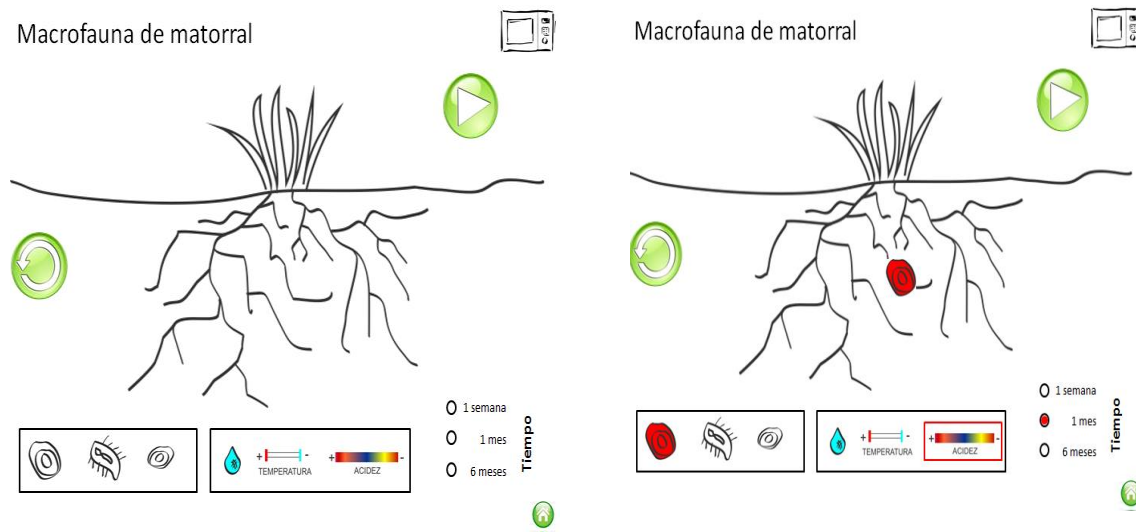 Macrofauna de matorral
1 semana
1 mes
6 meses
Tiempo
+ -
TEMPERATURA
+ -
ACIDEZ
Macrofauna de matorral
1 semana
1 mes
6 meses
Tiempo
+ -
TEMPERATURA
+ -
ACIDEZ